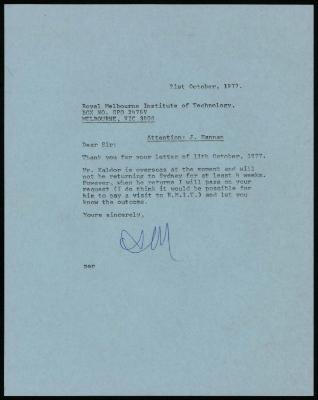 21st October, 1977.
Royal Melbourne Institute of Technology.
BOX NO. GPO 2476V
MELBOURNE, VIC 3000
Attention: J. Hannan
Dear Sir:
Thank you for your letter of 11th October, 1977.
Mr. Kaldor is overseas at the moment and will
not be returning to Sydney for at least 4 weeks.
However, when he returns I will pass on your
request (I do think it would be possible for
him to pay a visit to R.M.I.T.) and let you
know the outcome.
Yours sincerely,